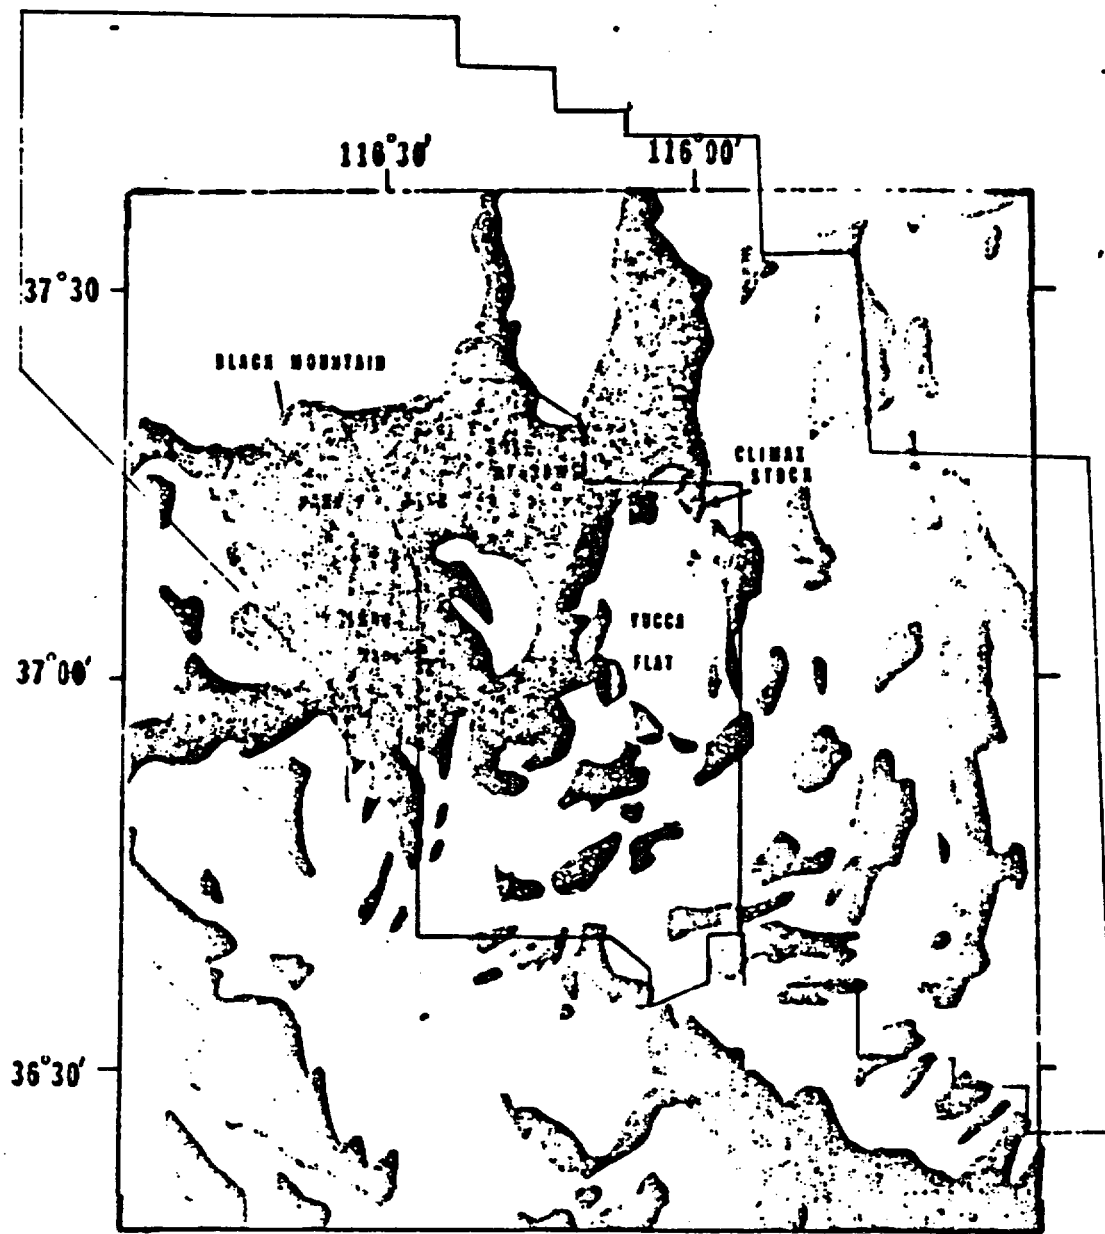 116°30'
116°00'
37°30
BLACK MOUNTAIN
CLIMAX
STOCK
YUCCA
37°00'
FLAT
36°30'